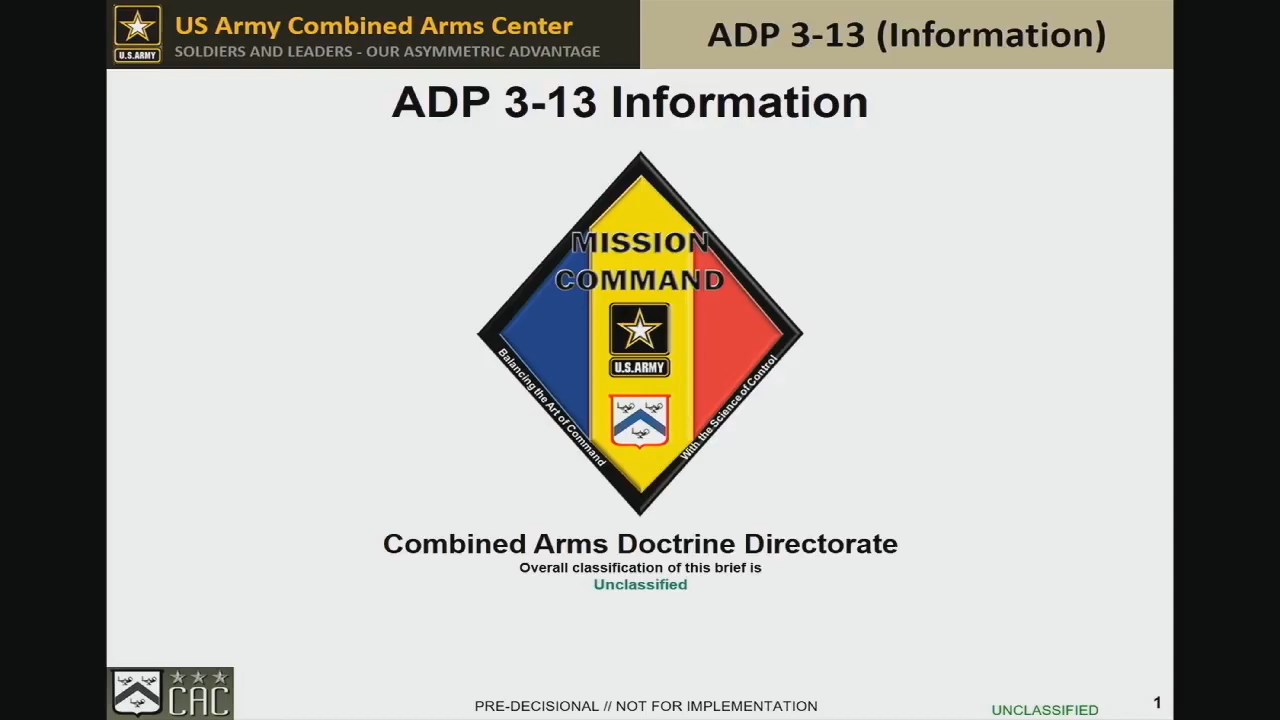 US Army Combined Arms Center
SOLDIERS AND LEADERS - OUR ASYMMETRIC ADVANTAGE
U.S.ARMY
ADP 3-13 (Information)
ADP 3-13 Information
MISSION
COMMAND
U.S.ARMY
Balancing the Art of Command
With the Science of Control
Combined Arms Doctrine Directorate
Overall classification of this brief is
Unclassified
CAC
PRE-DECISIONAL // NOT FOR IMPLEMENTATION
UNCLASSIFIED
1